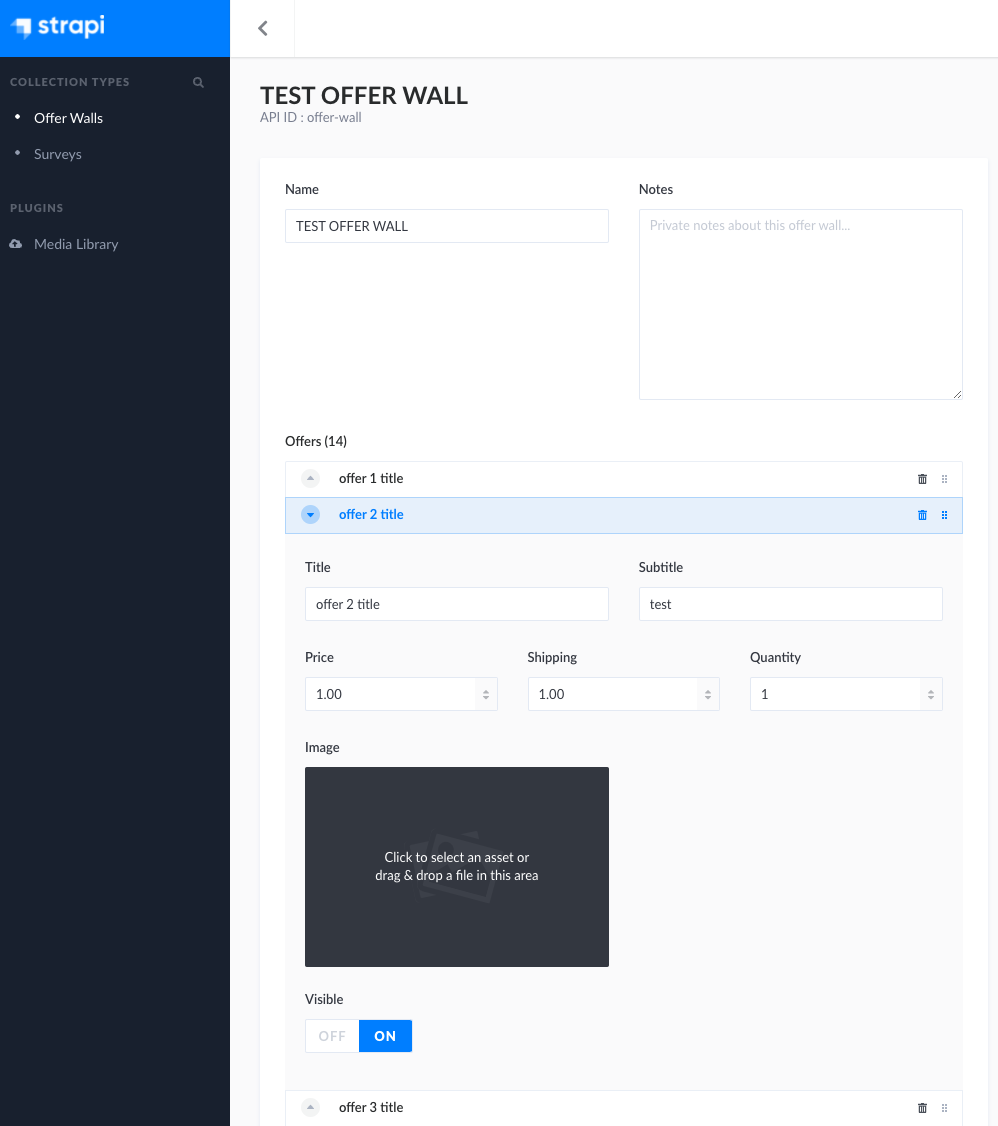 strapi
COLLECTION TYPES
Offer Walls
Surveys
PLUGINS
Media Library
TEST OFFER WALL
API ID : offer-wall
Name
Notes
TEST OFFER WALL
Private notes about this offer wall...
Offers (14)
offer 1 title
offer 2 title
Title
Subtitle
offer 2 title
test
Price
Shipping
Quantity
1.00
1.00
1
Image
Click to select an asset or
drag & drop a file in this area
Visible
OFF ON
offer 3 title